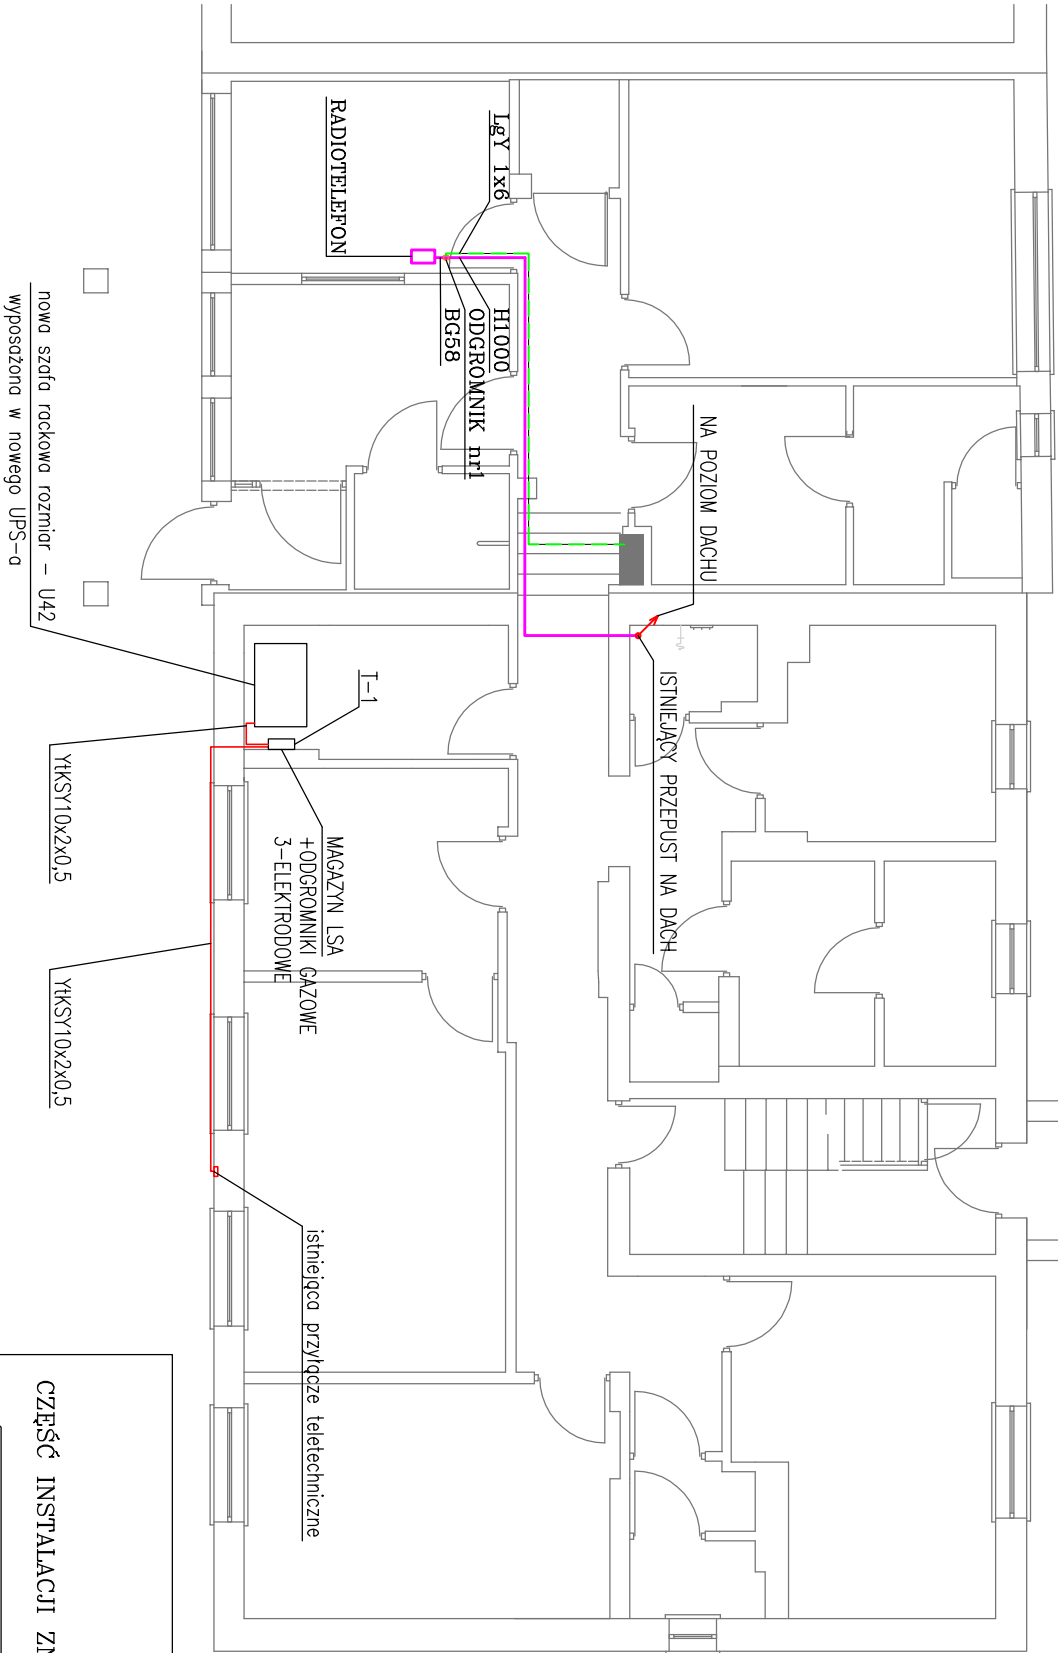 RADIOTELEFON
LgY 1x6
H1000
ODGROMNIK nr1
BG58
NA POZIOM DACHU
ISTNIEJĄCY PRZEPUST NA DACH
nowa szafa rackowa rozmiar – U42
wyposażona w nowego UPS–a
T–1
YtKSY10x2x0,5
MAGAZYN LSA
+ODGROMNIKI GAZOWE
3–ELEKTRODOWE
YtKSY10x2x0,5
istniejąca przyłącze teletechniczne
CZĘŚĆ INSTALACJI